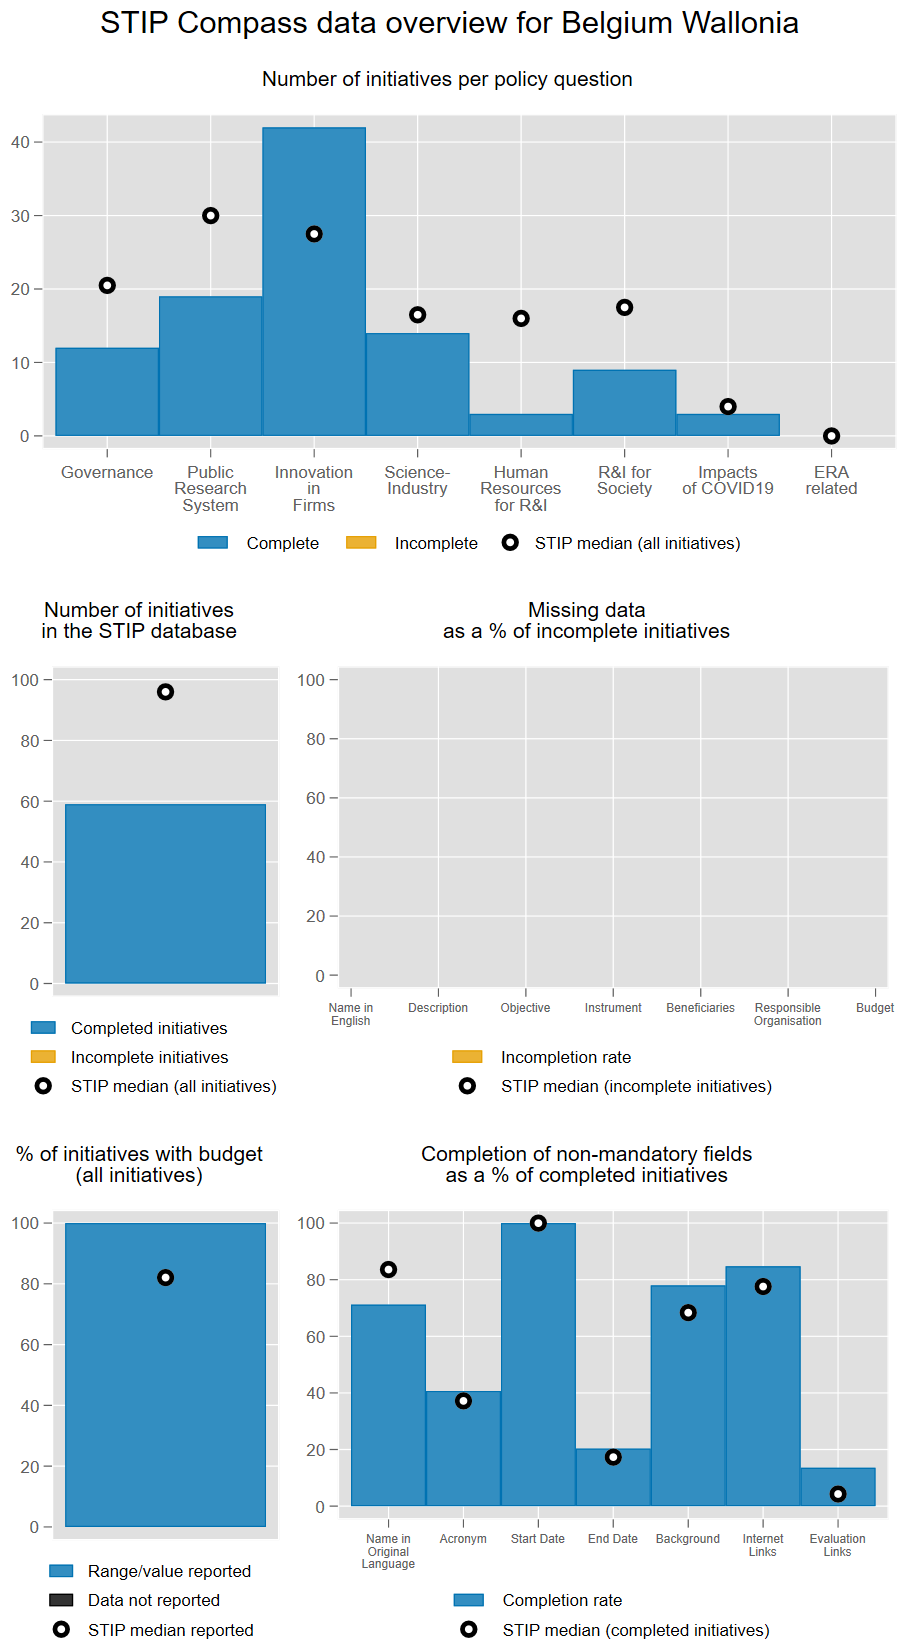 STIP Compass data overview for Belgium Wallonia
Number of initiatives per policy question
40
30
20
10
0
Governance
Public
Research
System
Innovation
in
Firms
Science-
Industry
Human
Resources
for R&I
R&I for
Society
Impacts
of COVID19
ERA
related
Complete
Incomplete
STIP median (all initiatives)
Number of initiatives
in the STIP database
100
80
60
40
20
0
Completed initiatives
Incomplete initiatives
STIP median (all initiatives)
Missing data
as a % of incomplete initiatives
100
80
60
40
20
0
Name in
English
Description
Objective
Instrument
Beneficiaries
Responsible
Organisation
Budget
Incompletion rate
STIP median (incomplete initiatives)
% of initiatives with budget
(all initiatives)
100
80
60
40
20
0
Range/value reported
Data not reported
STIP median reported
Completion of non-mandatory fields
as a % of completed initiatives
100
80
60
40
20
0
Name in
Original
Language
Acronym
Start Date
End Date
Background
Internet
Links
Evaluation
Links
Completion rate
STIP median (completed initiatives)